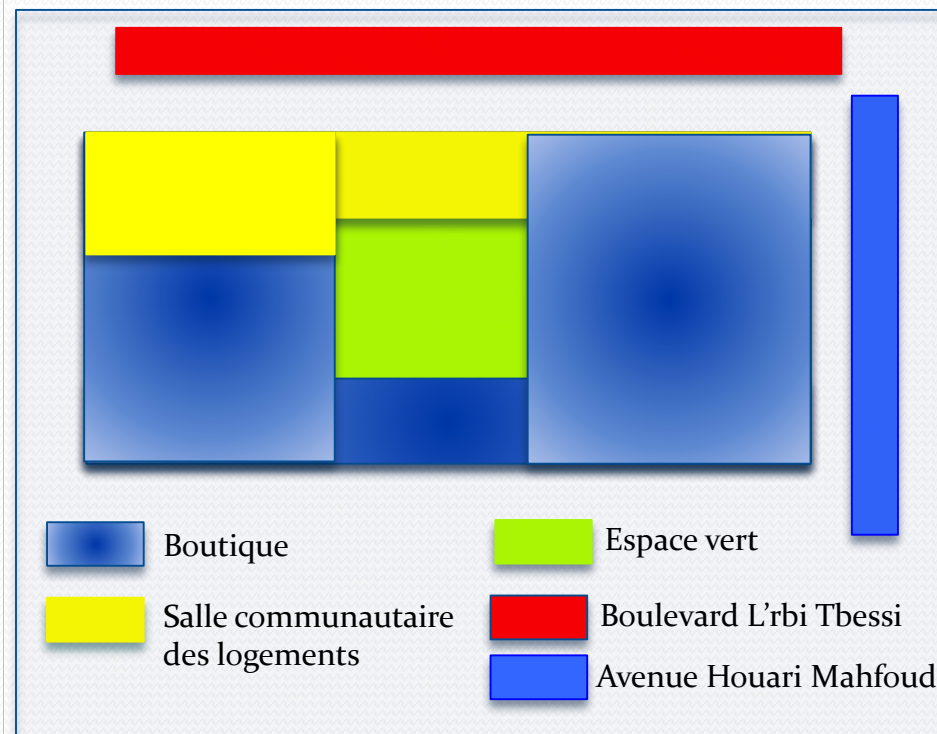 Boutique
Espace vert
Salle communautaire
des logements
Boulevard L'rbi Tbessi
Avenue Houari Mahfoud